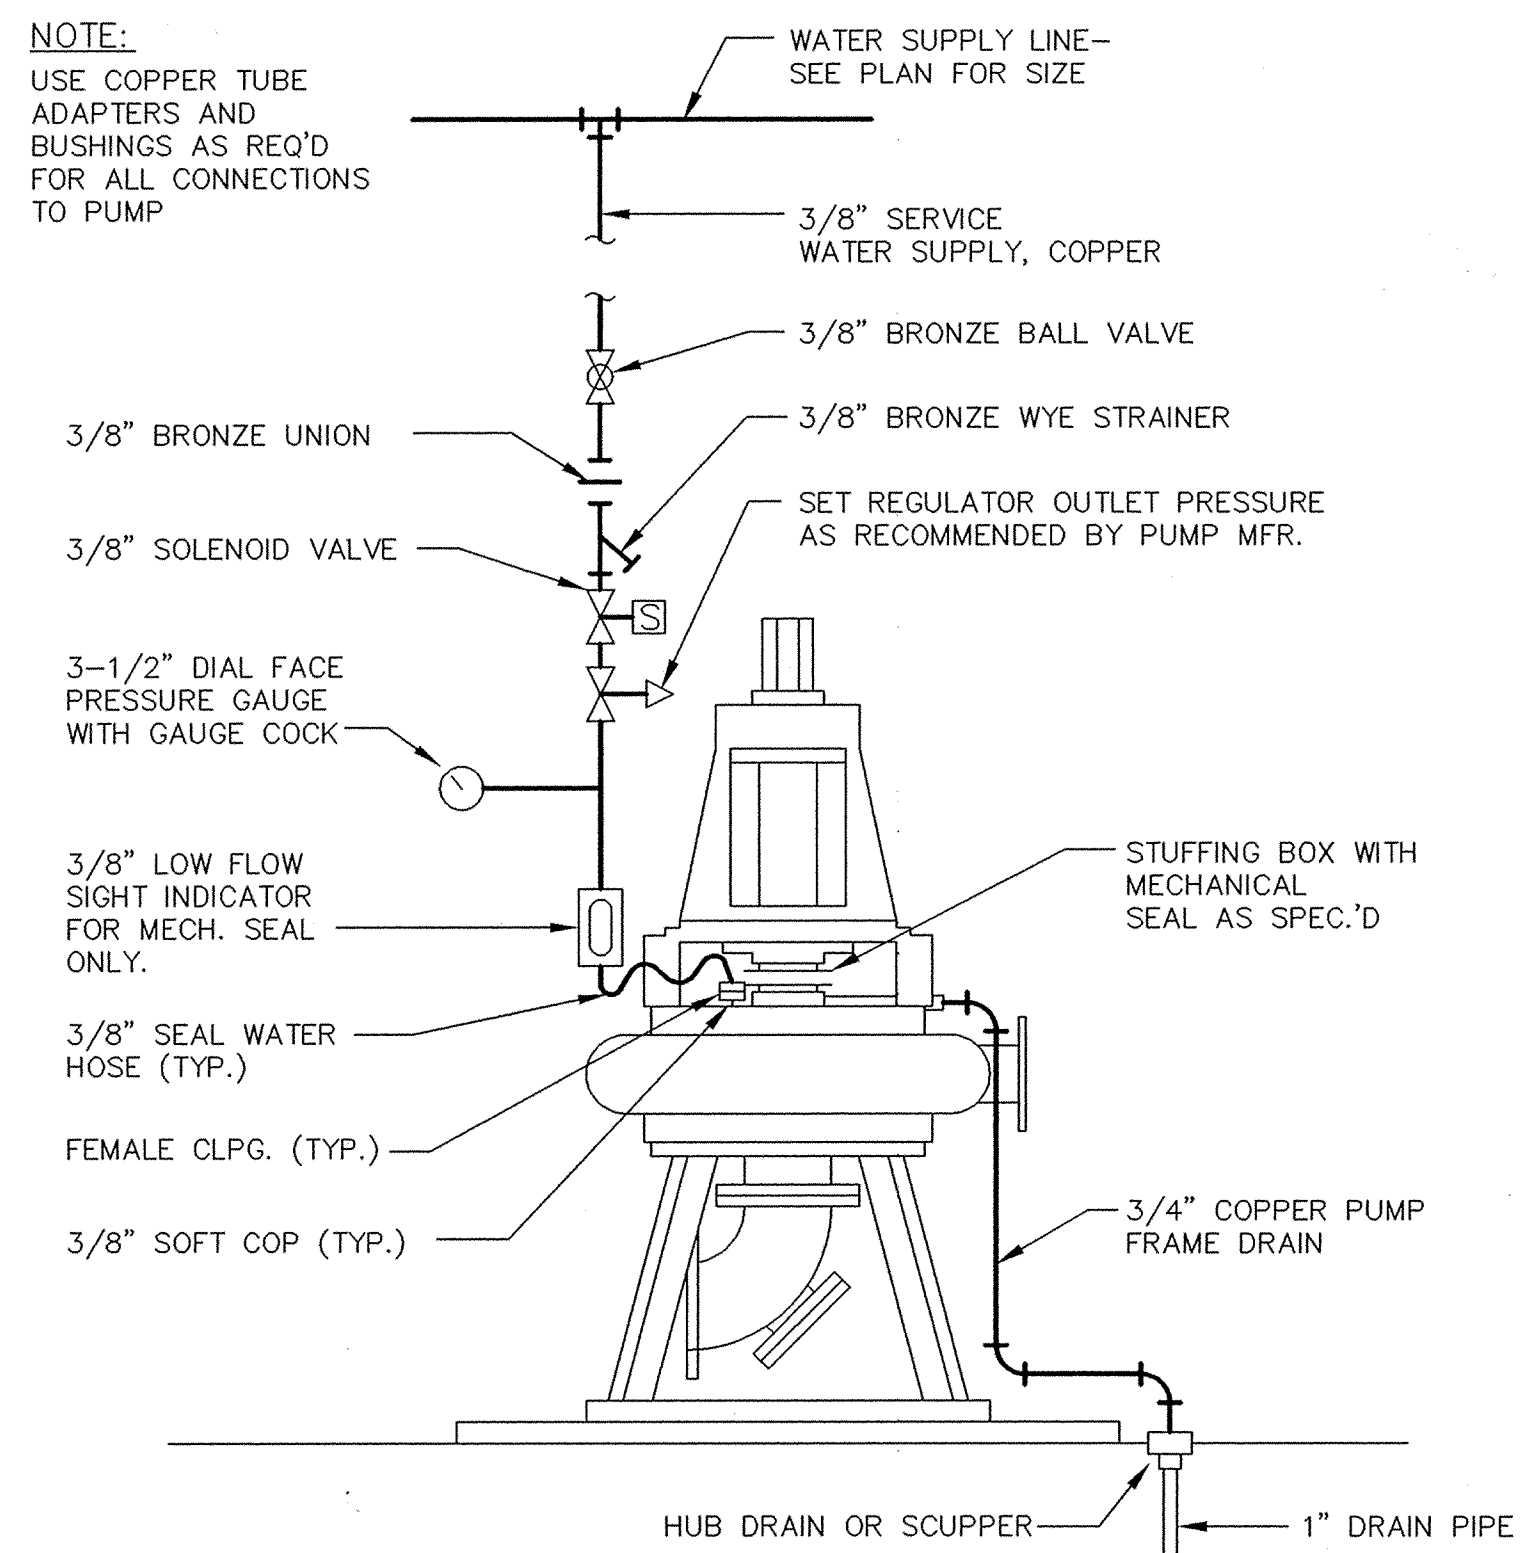 NOTE:
USE COPPER TUBE
ADAPTERS AND
BUSHINGS AS REQ'D
FOR ALL CONNECTIONS
TO PUMP
WATER SUPPLY LINE–
SEE PLAN FOR SIZE
3/8" SERVICE
WATER SUPPLY, COPPER
3/8" BRONZE BALL VALVE
3/8" BRONZE WYE STRAINER
3/8" BRONZE UNION
SET REGULATOR OUTLET PRESSURE
AS RECOMMENDED BY PUMP MFR.
3/8" SOLENOID VALVE
S
3–1/2" DIAL FACE
PRESSURE GAUGE
WITH GAUGE COCK
3/8" LOW FLOW
SIGHT INDICATOR
FOR MECH. SEAL
ONLY.
STUFFING BOX WITH
MECHANICAL
SEAL AS SPEC.'D
3/8" SEAL WATER
HOSE (TYP.)
FEMALE CLPG. (TYP.)
3/8" SOFT COP (TYP.)
3/4" COPPER PUMP
FRAME DRAIN
HUB DRAIN OR SCUPPER
1" DRAIN PIPE